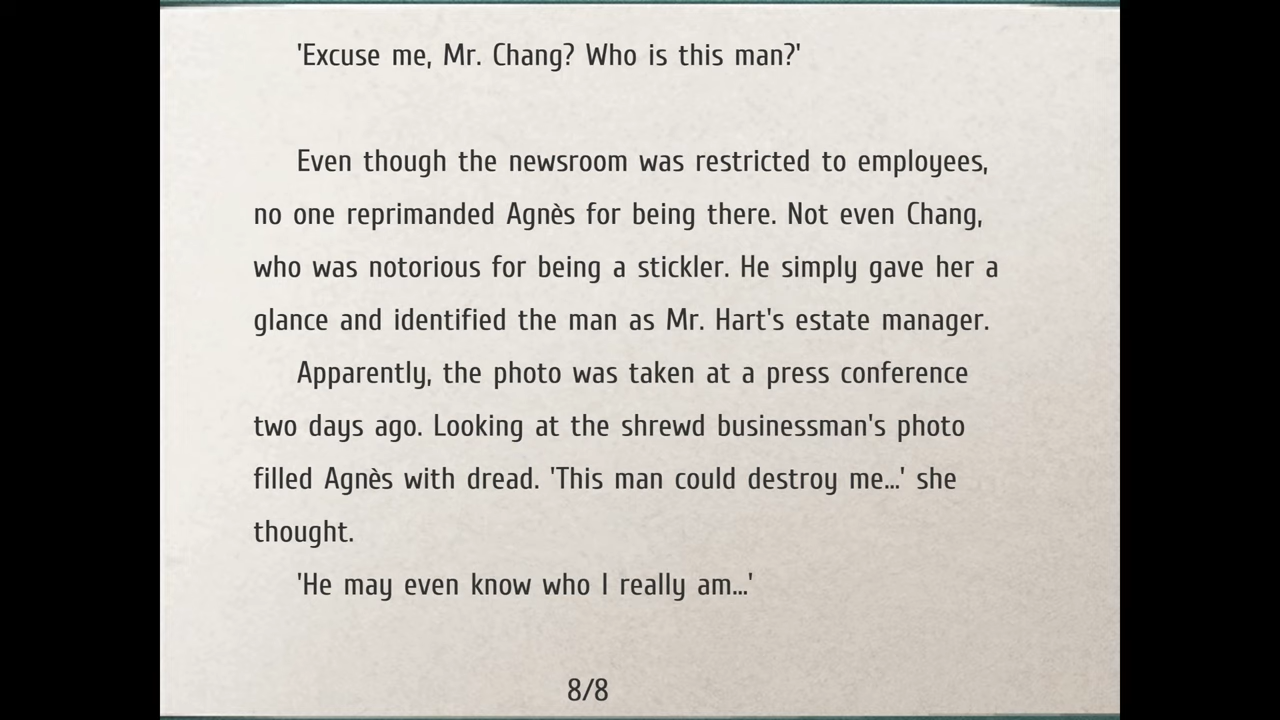 'Excuse me, Mr. Chang? Who is this man?'
Even though the newsroom was restricted to employees,
no one reprimanded Agnès for being there. Not even Chang,
who was notorious for being a stickler. He simply gave her a
glance and identified the man as Mr. Hart's estate manager.
Apparently, the photo was taken at a press conference
two days ago. Looking at the shrewd businessman's photo
filled Agnès with dread. 'This man could destroy me...' she
thought.
'He may even know who I really am...'
8/8